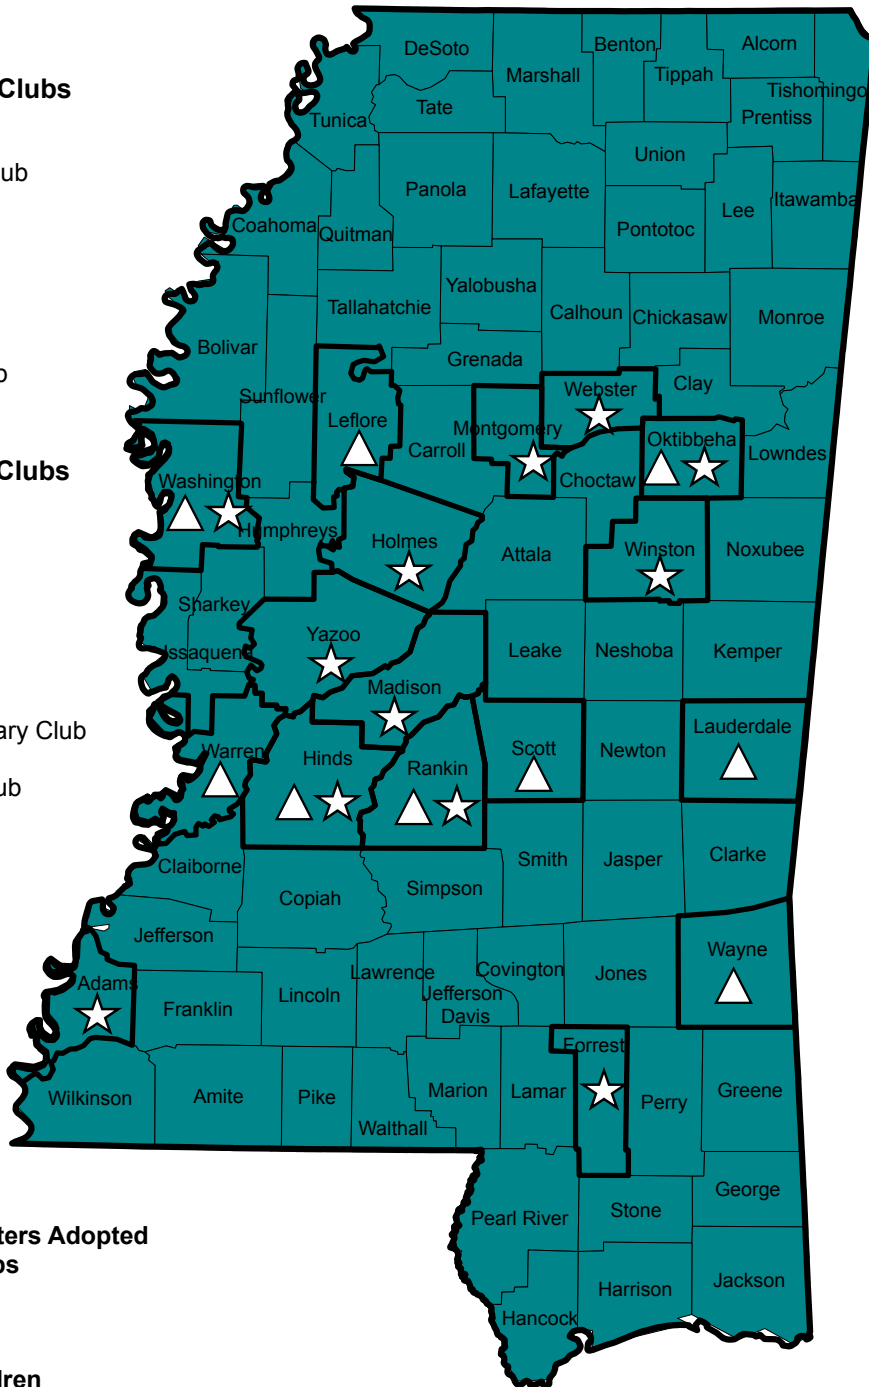 Clubs
ub
o
Clubs
ary Club
ub
ters Adopted
os
dren
DeSoto
Benton
Alcorn
Marshall
Tippah
Tishomingo
Tate
Prentiss
Tunica
Union
Panola
Lafayette
Itawamba
Lee
Coahoma
Quitman
Pontotoc
Yalobusha
Tallahatchie
Calhoun
Chickasaw
Monroe
Bolivar
Grenada
Sunflower
Webster
Clay
Leflore
Montgomery
Oktibbeha
Carroll
Lowndes
Washington
Choctaw
Humphreys
Holmes
Attala
Winston
Noxubee
Sharkey
Yazoo
Issaquena
Leake
Neshoba
Kemper
Madison
Lauderdale
Warren
Hinds
Scott
Newton
Rankin
Claiborne
Smith
Jasper
Clarke
Copiah
Simpson
Jefferson
Wayne
Lawrence
Covington
Jones
Adams
Jefferson
Davis
Franklin
Lincoln
Forrest
Wilkinson
Amite
Pike
Marion
Lamar
Perry
Greene
Walthall
George
Pearl River
Stone
Jackson
Harrison
Hancock